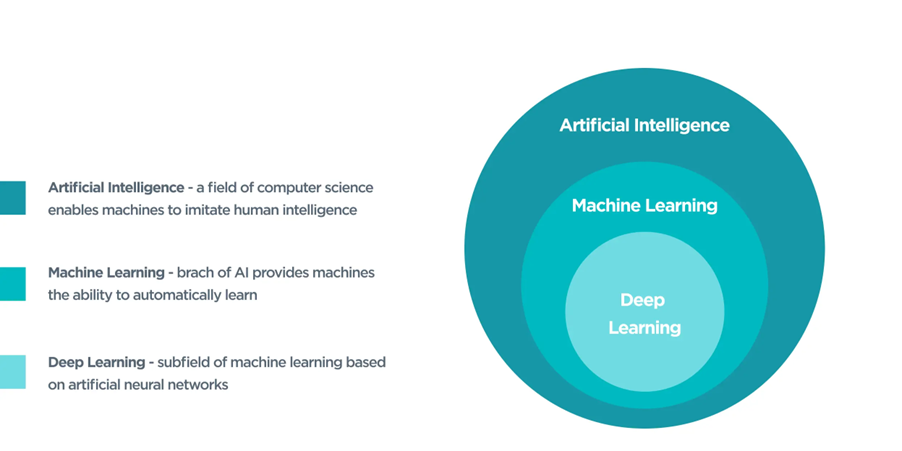 Artificial Intelligence - a field of computer science
enables machines to imitate human intelligence
Machine Learning - brach of AI provides machines
the ability to automatically learn
Deep Learning - subfield of machine learning based
on artificial neural networks
Artificial Intelligence
Machine Learning
Deep
Learning